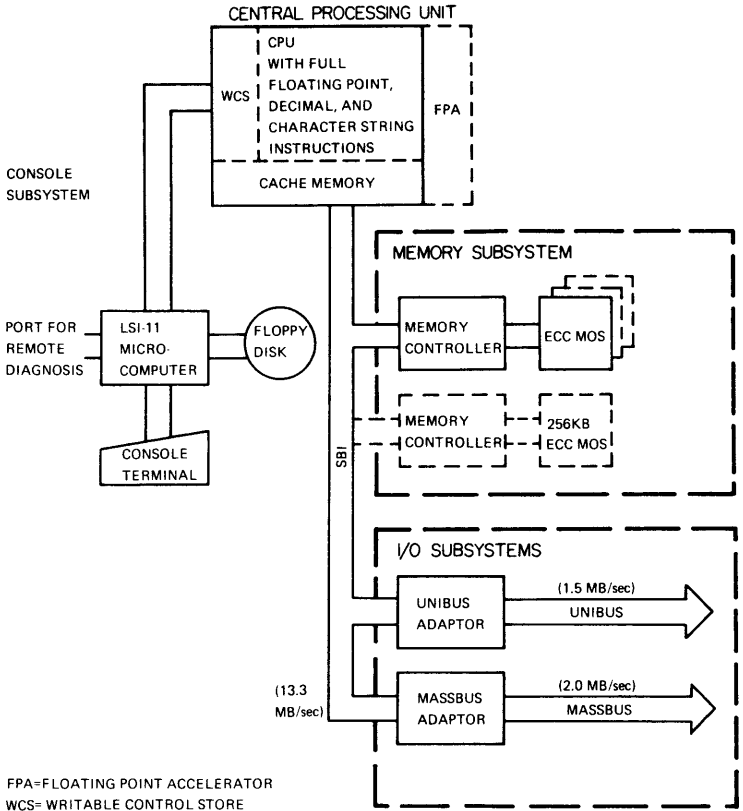 CENTRAL PROCESSING UNIT
WCS
CPU
WITH FULL
FLOATING POINT,
DECIMAL, AND
CHARACTER STRING
INSTRUCTIONS
FPA
CACHE MEMORY
CONSOLE
SUBSYSTEM
MEMORY SUBSYSTEM
PORT FOR
REMOTE
DIAGNOSIS
LSI-11
MICRO-
COMPUTER
FLOPPY
DISK
MEMORY
CONTROLLER
ECC MOS
MEMORY
CONTROLLER
256KB
ECC MOS
CONSOLE
TERMINAL
SBI
I/O SUBSYSTEMS
UNIBUS
ADAPTOR
(1.5 MB/sec)
UNIBUS
(13.3
MB/sec)
MASSBUS
ADAPTOR
(2.0 MB/sec)
MASSBUS
FPA=FLOATING POINT ACCELERATOR
WCS= WRITABLE CONTROL STORE